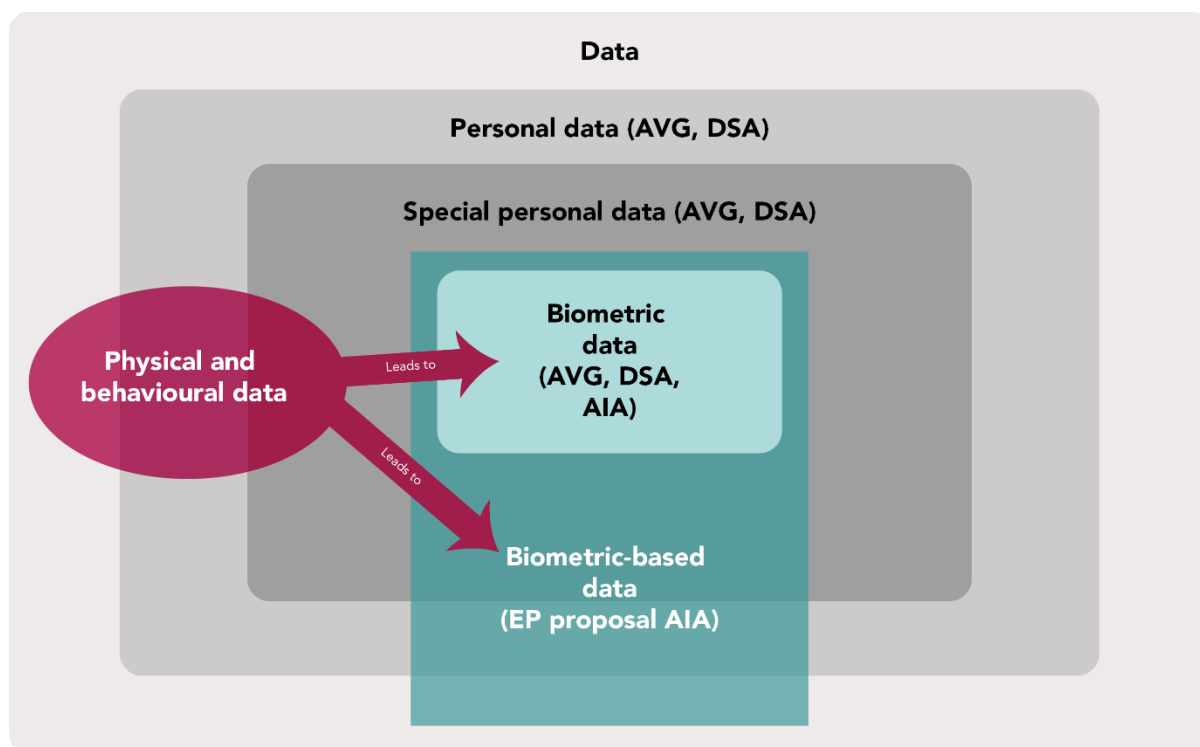 Data
Personal data (AVG, DSA)
Special personal data (AVG, DSA)
Biometric
data
(AVG, DSA,
AIA)
Physical and
behavioural data
Leads to
Leads to
Biometric-based
data
(EP proposal AIA)